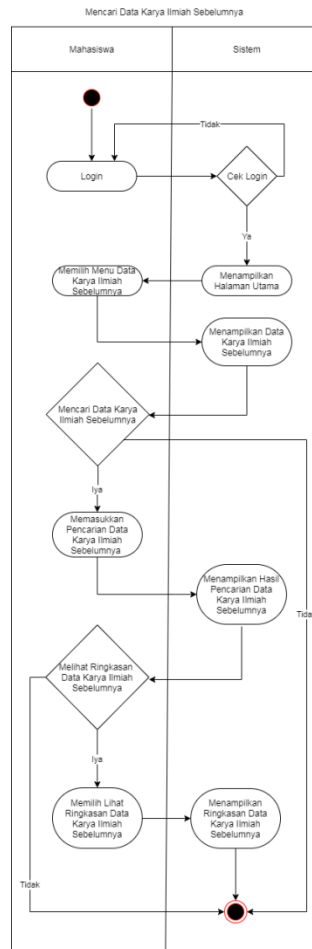 Mencari Data Karya Ilmiah Sebelumnya
Mahasiswa
Sistem
Tidak
Login
Cek Login
Ya
Memilih Menu Data
Karya Ilmiah
Sebelumnya
Menampilkan
Halaman Utama
Menampilkan Data
Karya Ilmiah
Sebelumnya
Mencari Data Karya
Ilmiah Sebelumnya
Iya
Memasukkan
Pencarian Data
Karya Ilmiah
Sebelumnya
Menampilkan Hasil
Pencarian Data
Karya Ilmiah
Sebelumnya
Tida
Melihat Ringkasan
Data Karya Ilmiah
Sebelumnya
Iya
Memilih Lihat
Ringkasan Data
Karya Ilmiah
Sebelumnya
Menampilkan
Ringkasan Data
Karya Ilmiah
Sebelumnya
Tidak